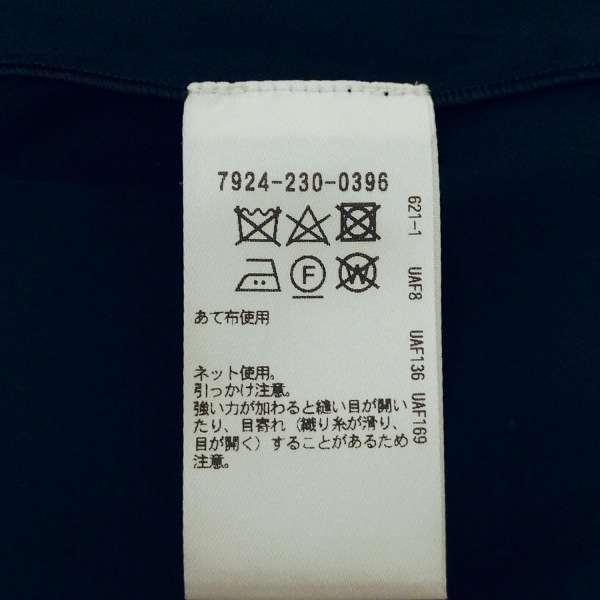 7924-230-0396
F
W
あて布使用
ネット使用。
引っかけ注意。
強い力が加わると縫い目が開い
たり、目寄れ（織り糸が滑り、
目が開く）することがあるため
注意。
621-1 UAF8 UAF136 UAF169